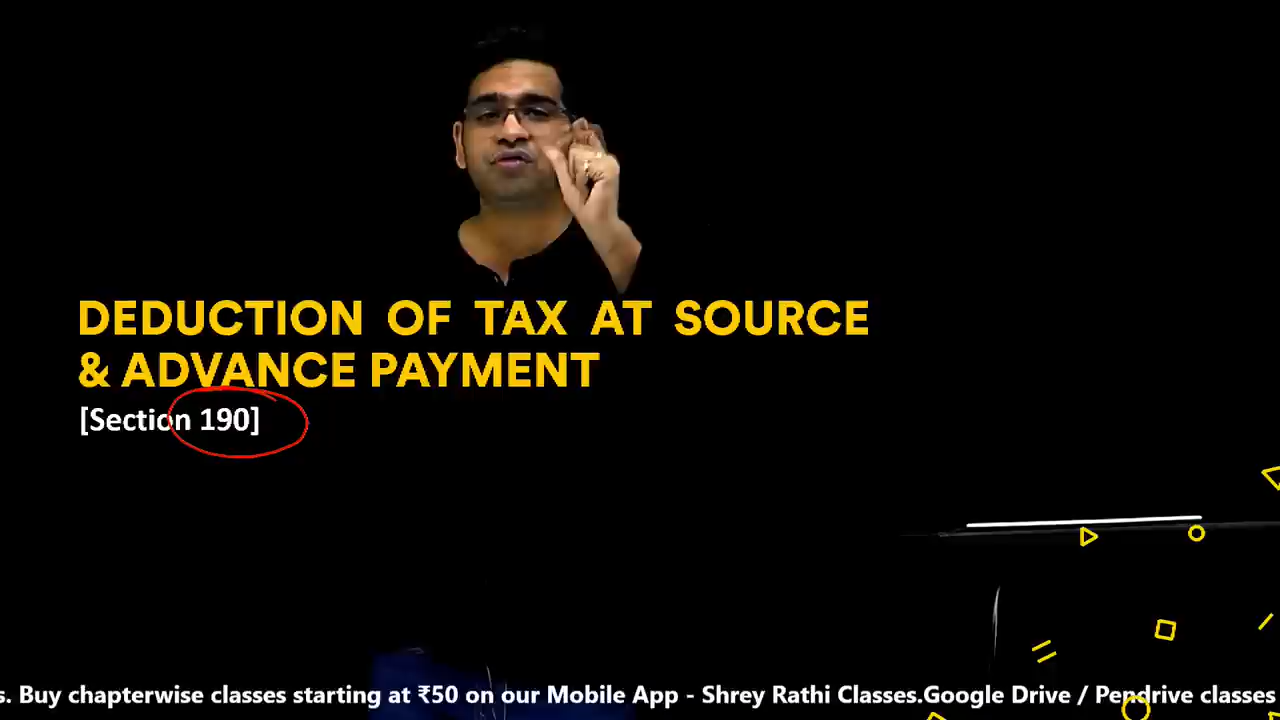 DEDUCTION OF TAX AT SOURCE
& ADVANCE PAYMENT
[Section 190]
s. Buy chapterwise classes starting at ₹50 on our Mobile App - Shrey Rathi Classes.Google Drive / Pendrive classes